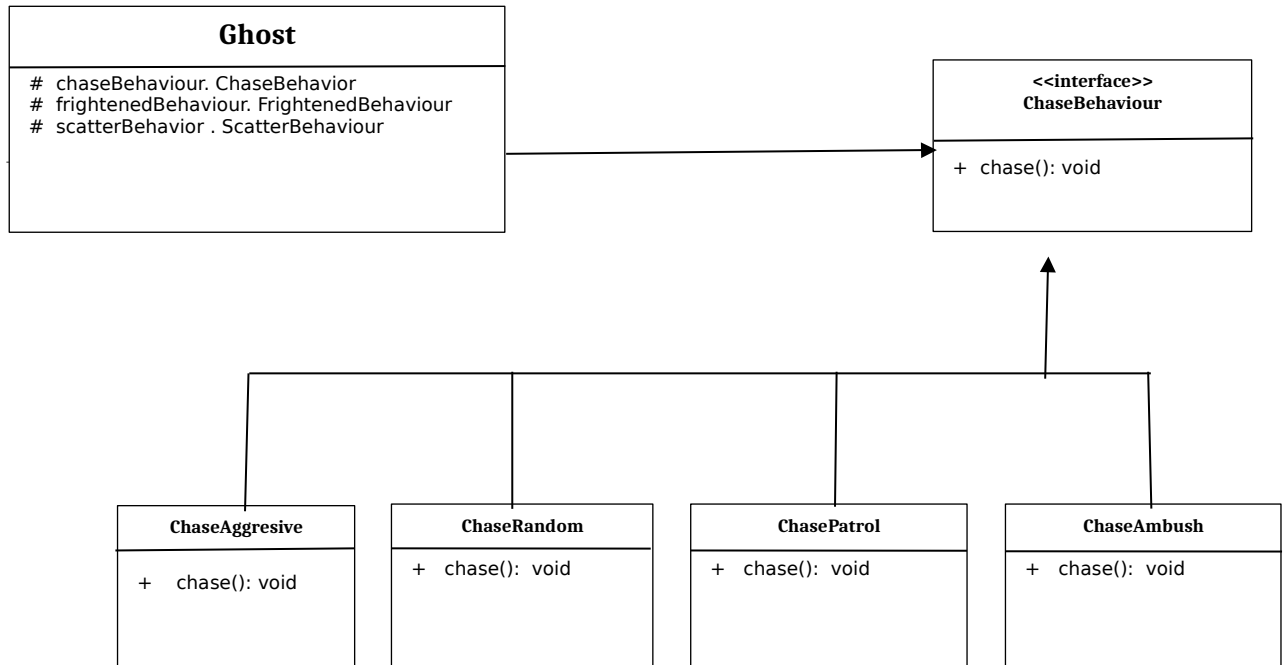 Ghost
# chaseBehaviour. ChaseBehavior
# frightenedBehaviour. FrightenedBehaviour
# scatterBehavior . ScatterBehaviour
<<interface>>
ChaseBehaviour
+ chase(): void
ChaseAggresive
+ chase(): void
ChaseRandom
+ chase(): void
ChasePatrol
+ chase(): void
ChaseAmbush
+ chase(): void